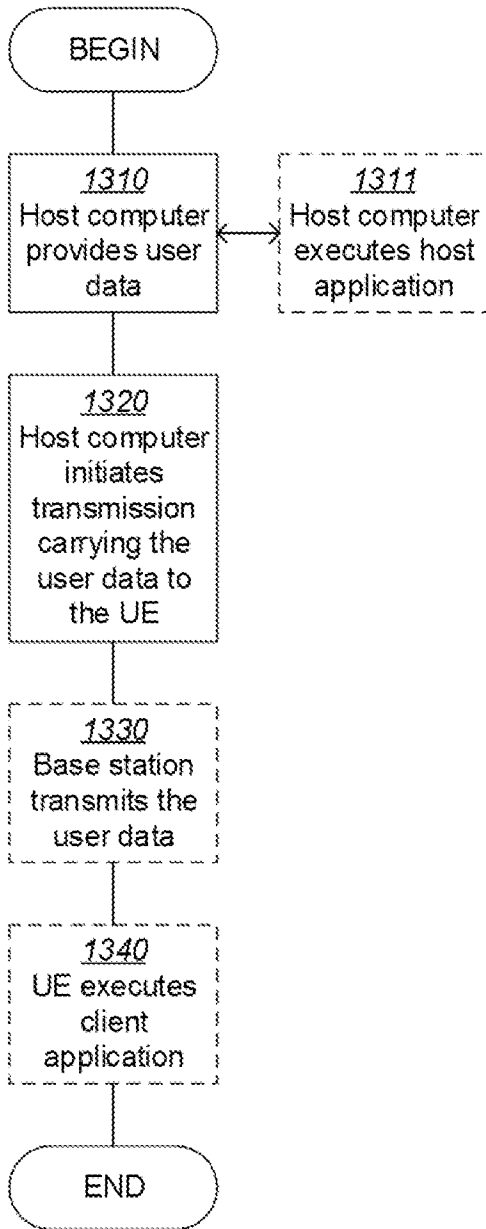 BEGIN
1310
Host computer
provides user
data
1311
Host computer
executes host
application
1320
Host computer
initiates
transmission
carrying the
user data to
the UE
1330
Base station
transmits the
user data
1340
UE executes
client
application
END